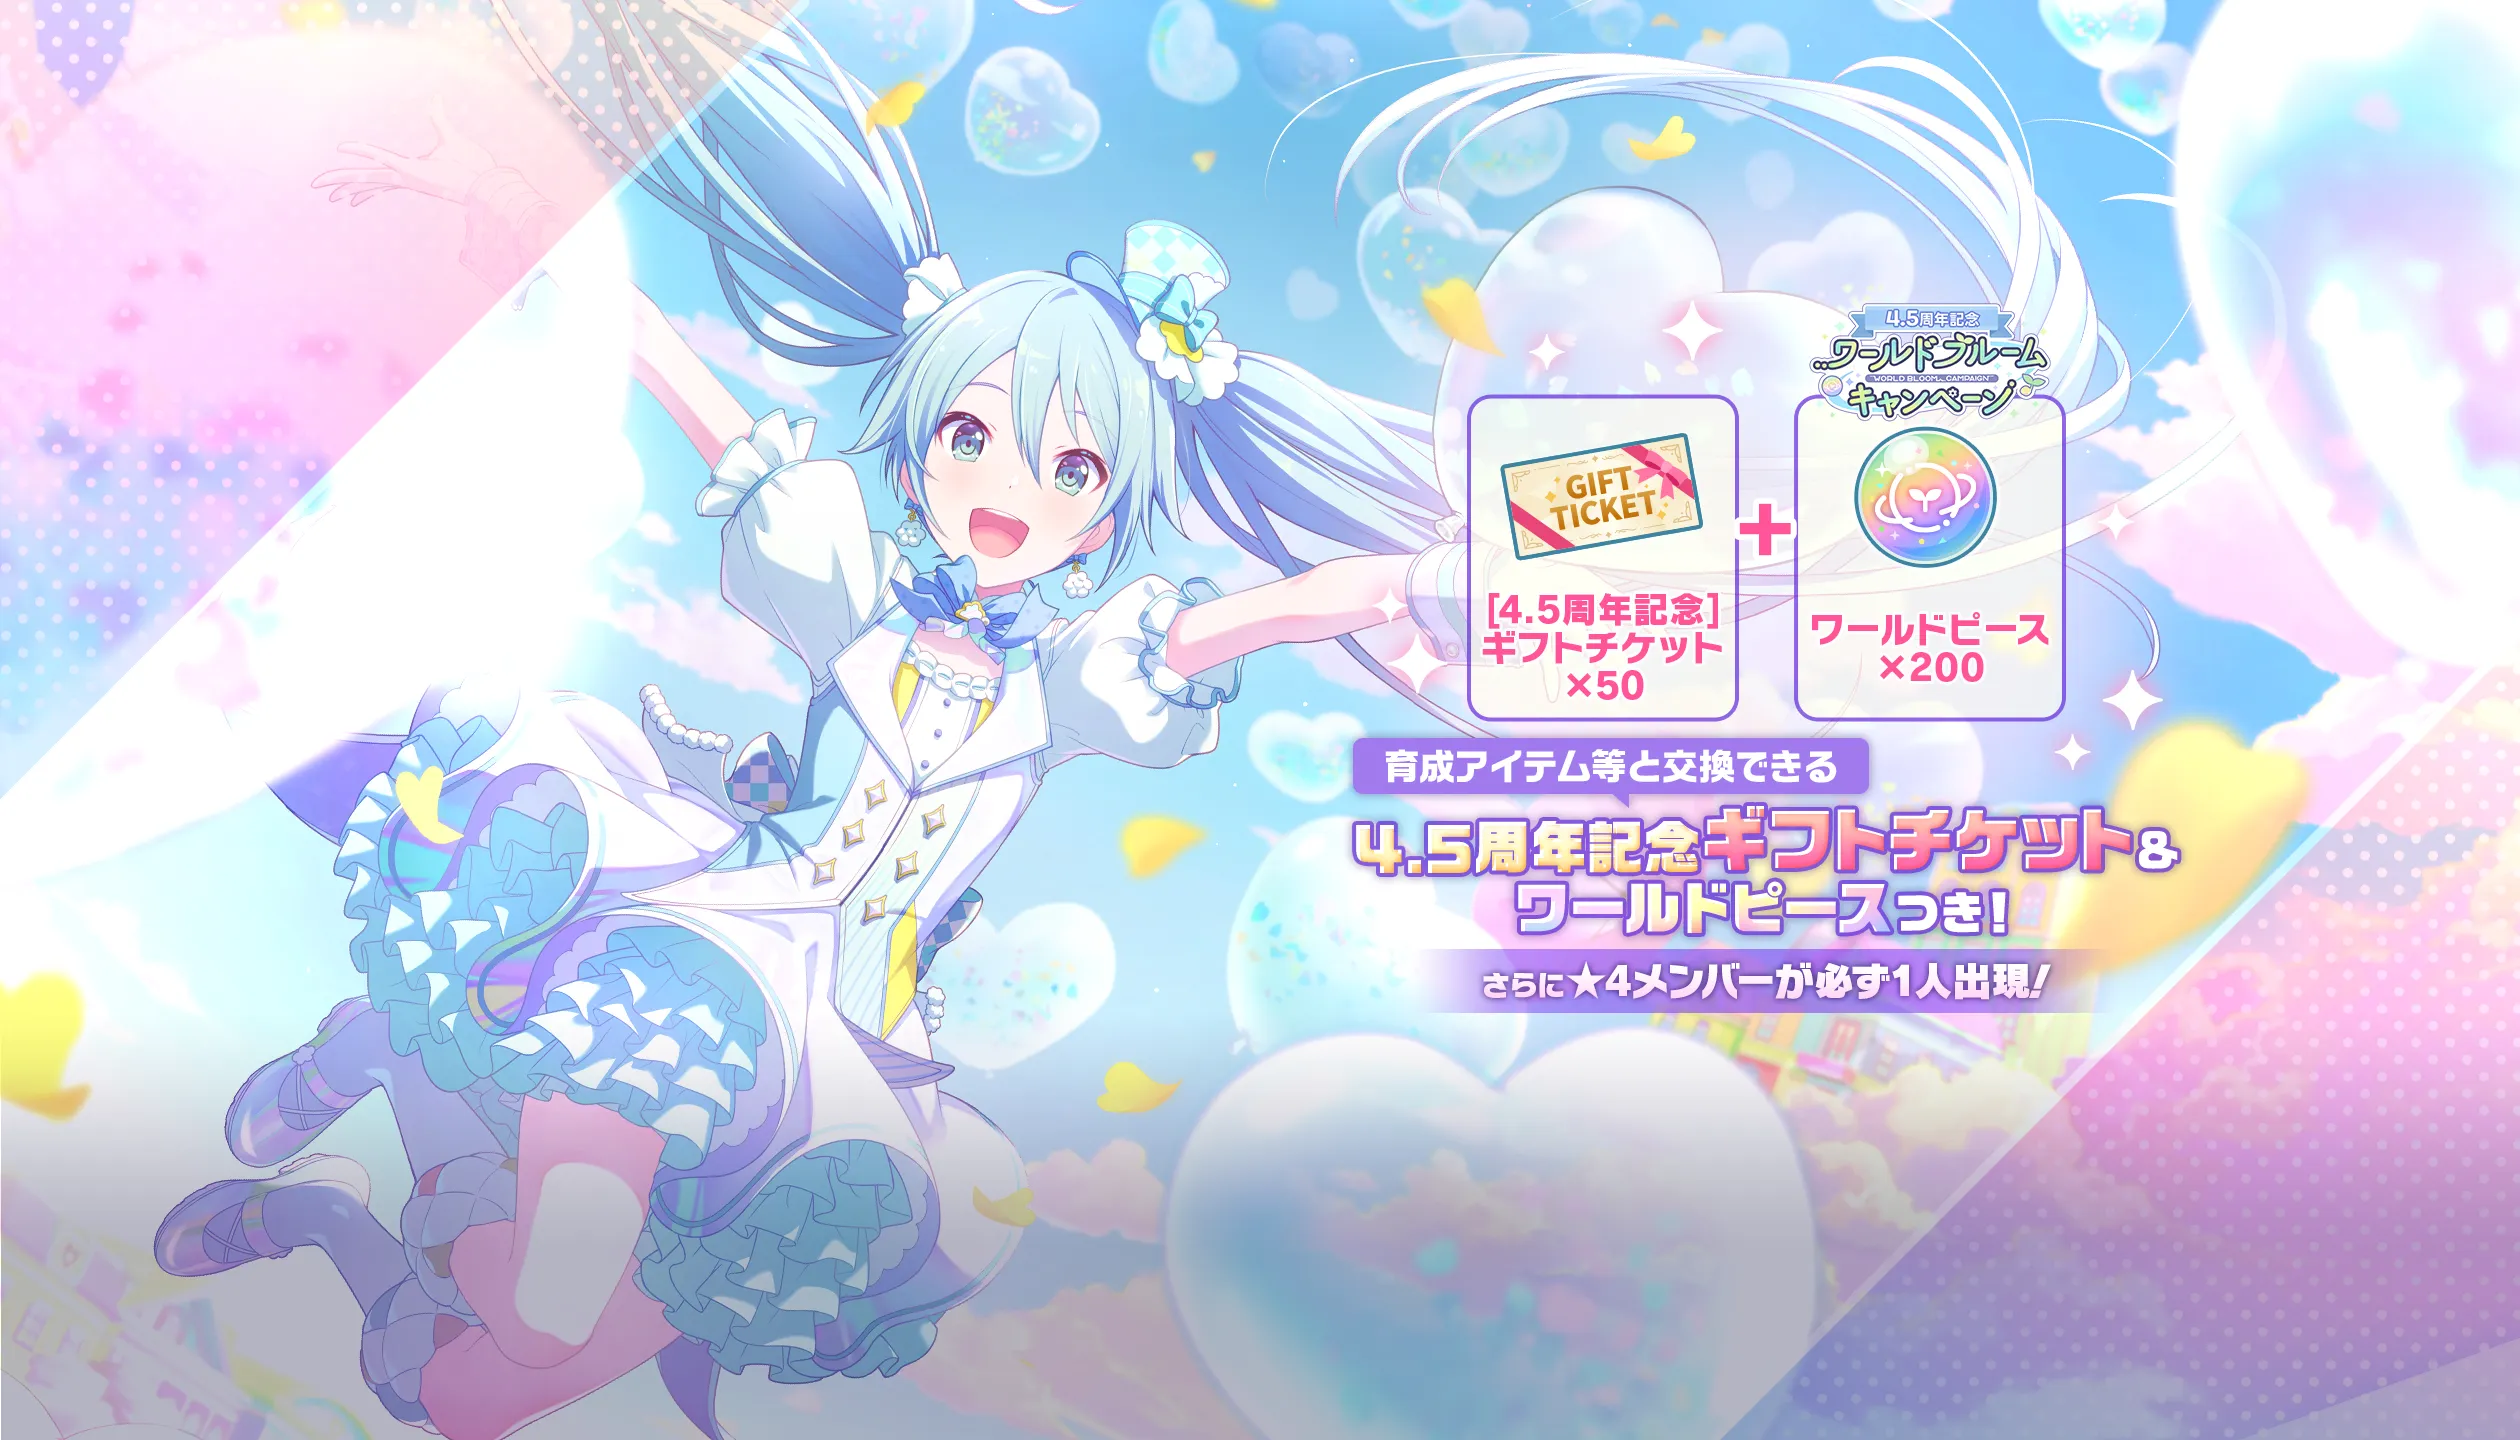 4.5周年記念
ワールドブルーム
WORLD BLOOM CAMPAIGN
キャンペーン
GIFT
TICKET
[4.5周年記念]
ギフトチケット
×50
+
ワールドピース
×200
育成アイテム等と交換できる
4.5周年記念ギフトチケット&
ワールドピースつき!
さらに★4メンバーが必ず1人出現!